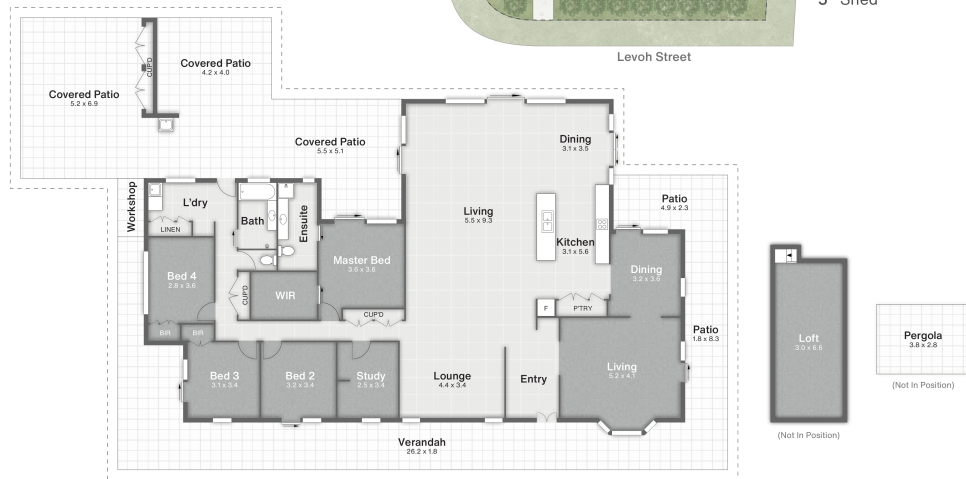 5 Shed
Levoh Street
Covered Patio
4.2 x 4.0
CUP'D
Covered Patio
5.2 x 6.9
Covered Patio
5.5 x 5.1
Dining
3.1 x 3.5
Workshop
L'dry
LINEN
Bath
Ensuite
Living
5.5 x 9.3
Patio
4.9 x 2.3
Kitchen
3.1 x 5.6
Master Bed
3.6 x 3.6
Dining
3.2 x 3.6
Bed 4
2.8 x 3.6
CUP'D
WIR
F
P'TRY
CUP'D
BIR
BIR
Patio
1.8 x 8.3
Loft
3.0 x 6.6
Pergola
3.8 x 2.8
(Not In Position)
Bed 3
3.1 x 3.4
Bed 2
3.2 x 3.4
Study
2.5 x 3.4
Lounge
4.4 x 3.4
Entry
Living
5.2 x 4.1
(Not In Position)
Verandah
26.2 x 1.8